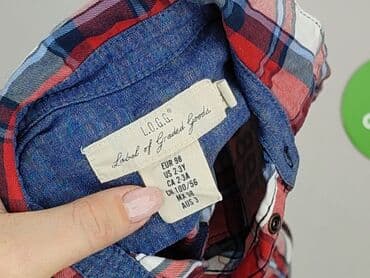 L.O.G.G.
Label of Graded Goods
EUR 98
US 2-3Y
CA 2-3A
CN 100/56
MX 98
AUS 3